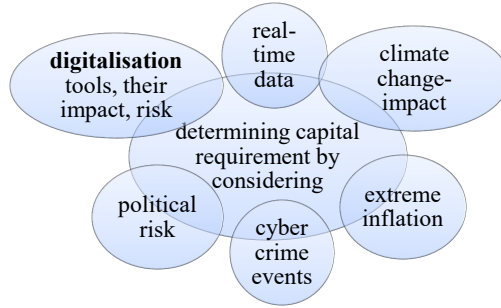 digitalisation
tools, their
impact, risk
real-
time
data
climate
change-
impact
determining capital
requirement by
considering
political
risk
cyber
crime
events
extreme
inflation